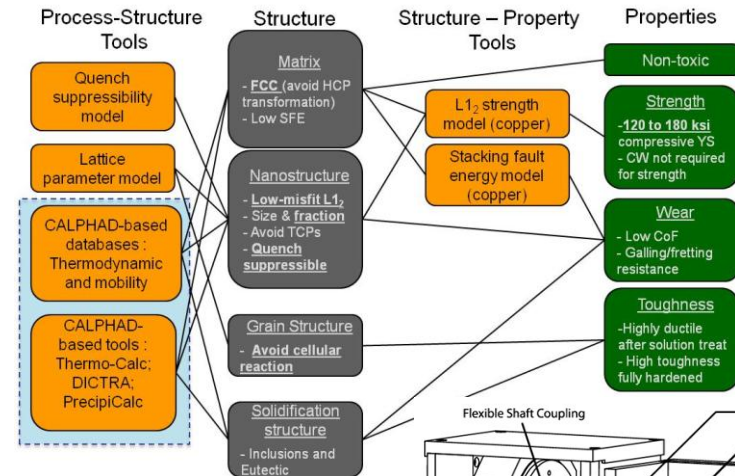 Process-Structure
Tools
Structure
Structure – Property
Tools
Properties
Quench
suppressibility
model
Lattice
parameter model
CALPHAD-based
databases :
Thermodynamic
and mobility
CALPHAD-
based tools :
Thermo-Calc;
DICTRA;
PrecipiCalc
Matrix
- FCC (avoid HCP
transformation)
- Low SFE
Nanostructure
- Low-misfit L1₂
- Size & fraction
- Avoid TCPs
- Quench
suppressible
Grain Structure
- Avoid cellular
reaction
Solidification
structure
- Inclusions and
Eutectic
L1₂ strength
model (copper)
Stacking fault
energy model
(copper)
Non-toxic
Strength
-120 to 180 ksi
compressive YS
- CW not required
for strength
Wear
- Low CoF
- Galling/fretting
resistance
Toughness
-Highly ductile
after solution treat
- High toughness
fully hardened
Flexible Shaft Coupling